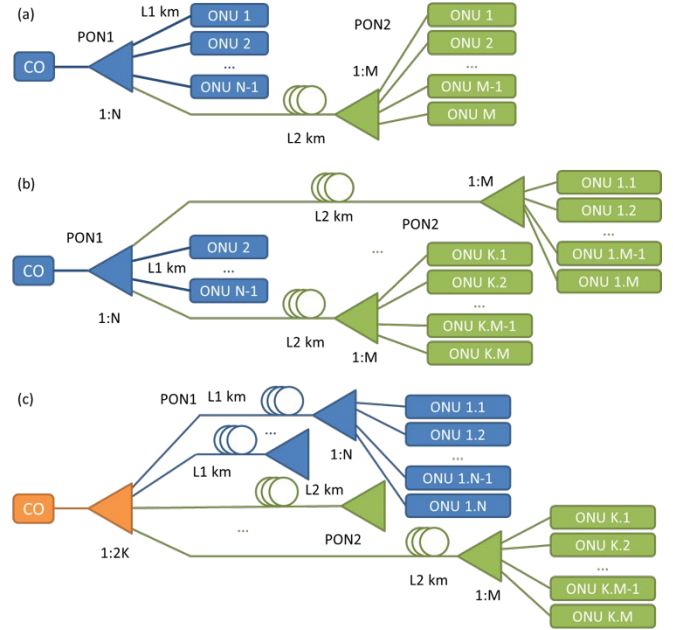 (a)
L1 km
ONU 1
PON1
ONU 2
...
CO
ONU N-1
1:N
L2 km
PON2
1:M
ONU 1
ONU 2
...
ONU M-1
ONU M
(b)
1:M
L2 km
ONU 1.1
ONU 1.2
...
ONU 1.M-1
ONU 1.M
PON1
PON2
CO
ONU 2
L1 km
...
ONU N-1
1:N
L2 km
...
1:M
ONU K.1
ONU K.2
...
ONU K.M-1
ONU K.M
(c)
PON1
L1 km
...
L1 km
1:N
ONU 1.1
ONU 1.2
...
ONU 1.N-1
ONU 1.N
CO
L2 km
...
1:2K
PON2
L2 km
1:M
ONU K.1
ONU K.2
...
ONU K.M-1
ONU K.M